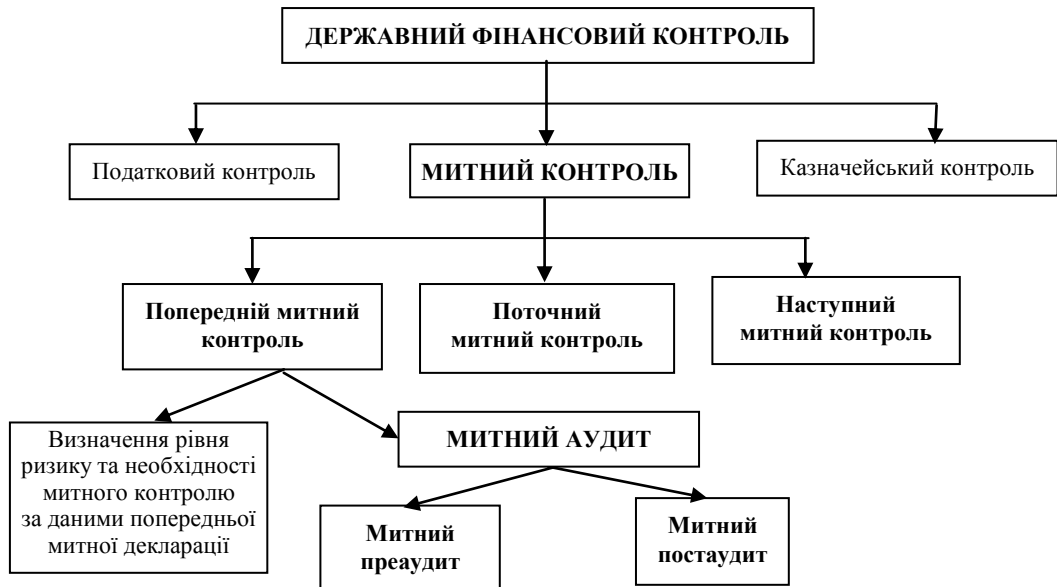 ДЕРЖАВНИЙ ФІНАНСОВИЙ КОНТРОЛЬ
Податковий контроль
МИТНИЙ КОНТРОЛЬ
Казначейський контроль
Попередній митний
контроль
Поточний
митний контроль
Наступний
митний контроль
Визначення рівня
ризику та необхідності
митного контролю
за даними попередньої
митної декларації
МИТНИЙ АУДИТ
Митний
преаудит
Митний
постаудит